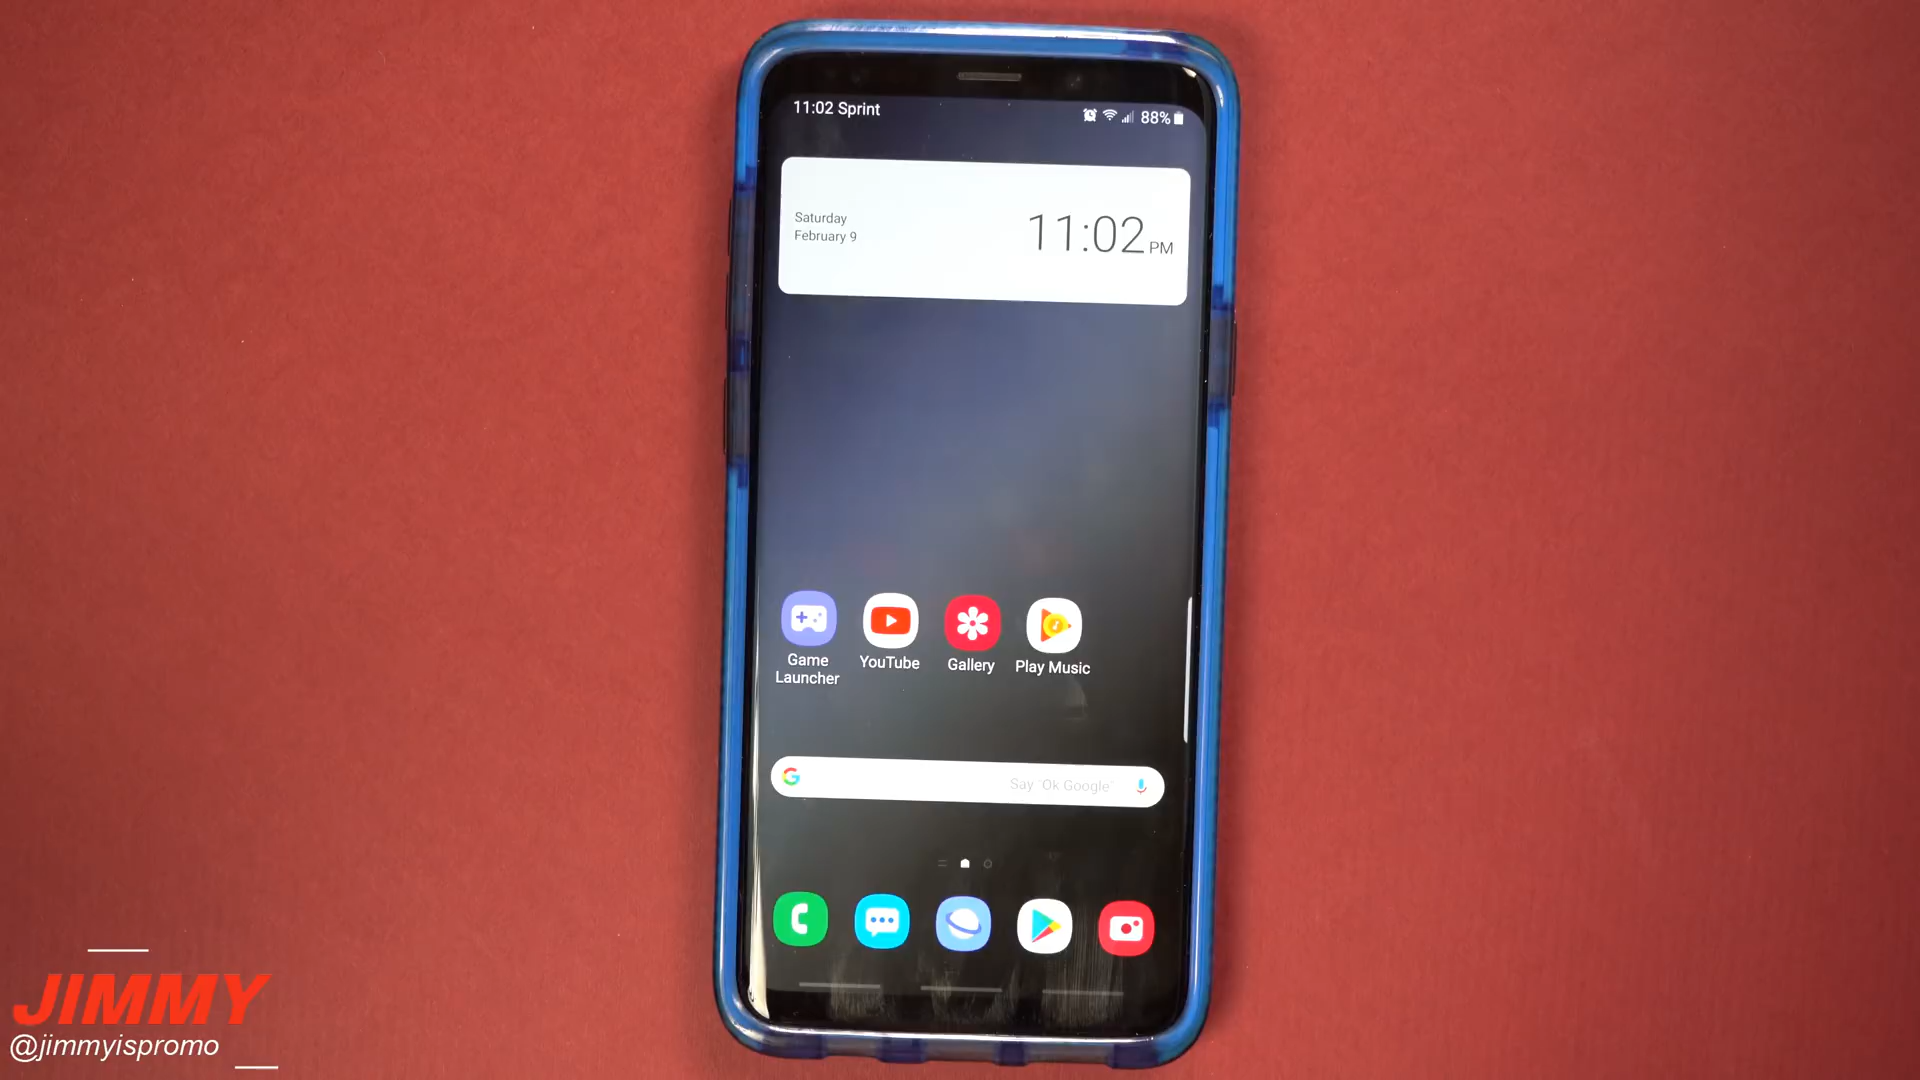 11:02 Sprint
88%
Saturday
February 9
11:02 PM
Game
Launcher
YouTube
Gallery
Play Music
G
Say "Ok Google"
JIMMY
@jimmyispromo